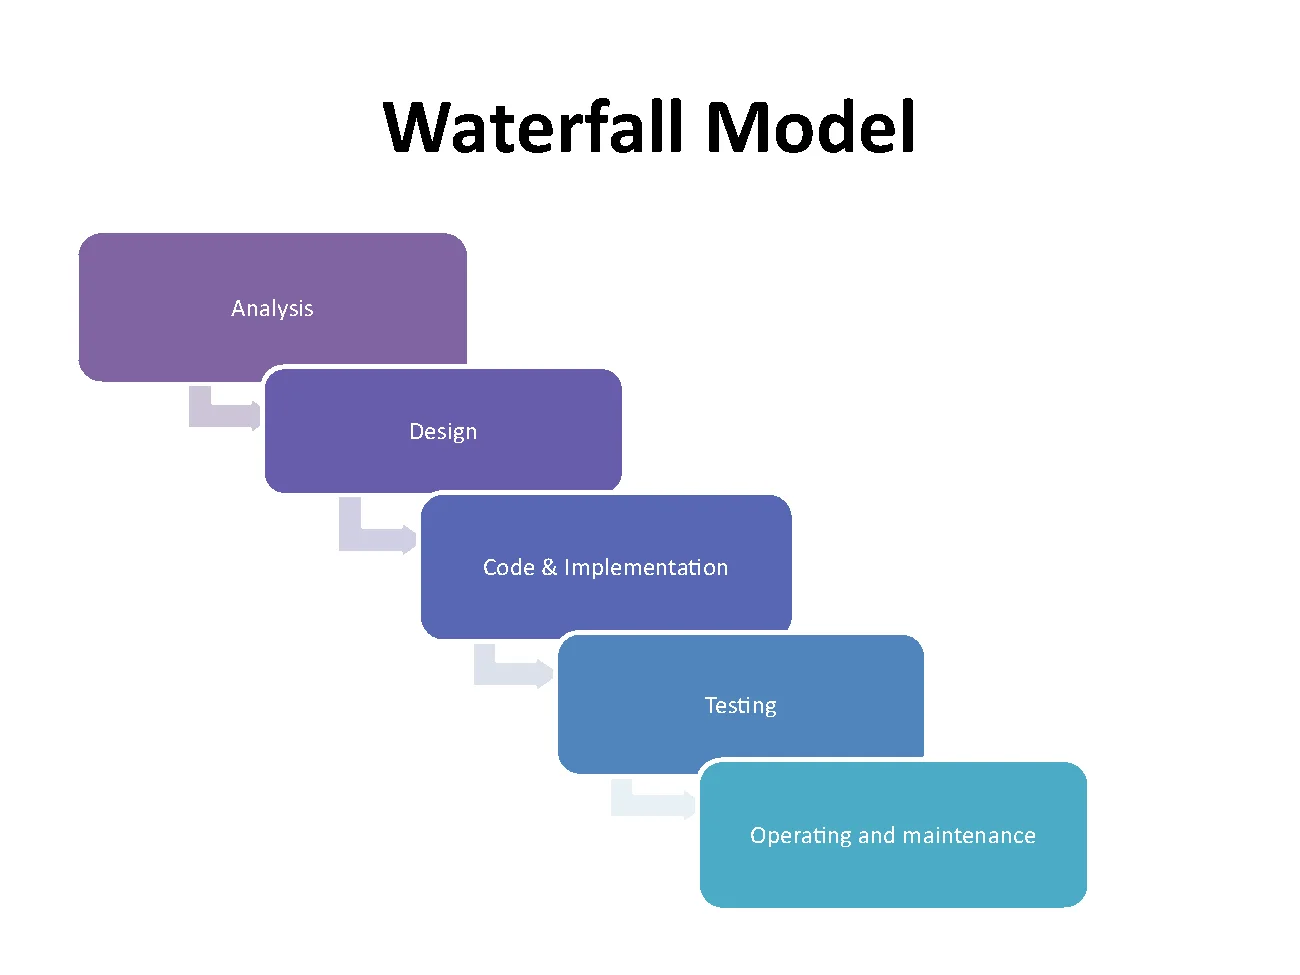 Waterfall Model
Analysis
Design
Code & Implementation
Testing
Operating and maintenance